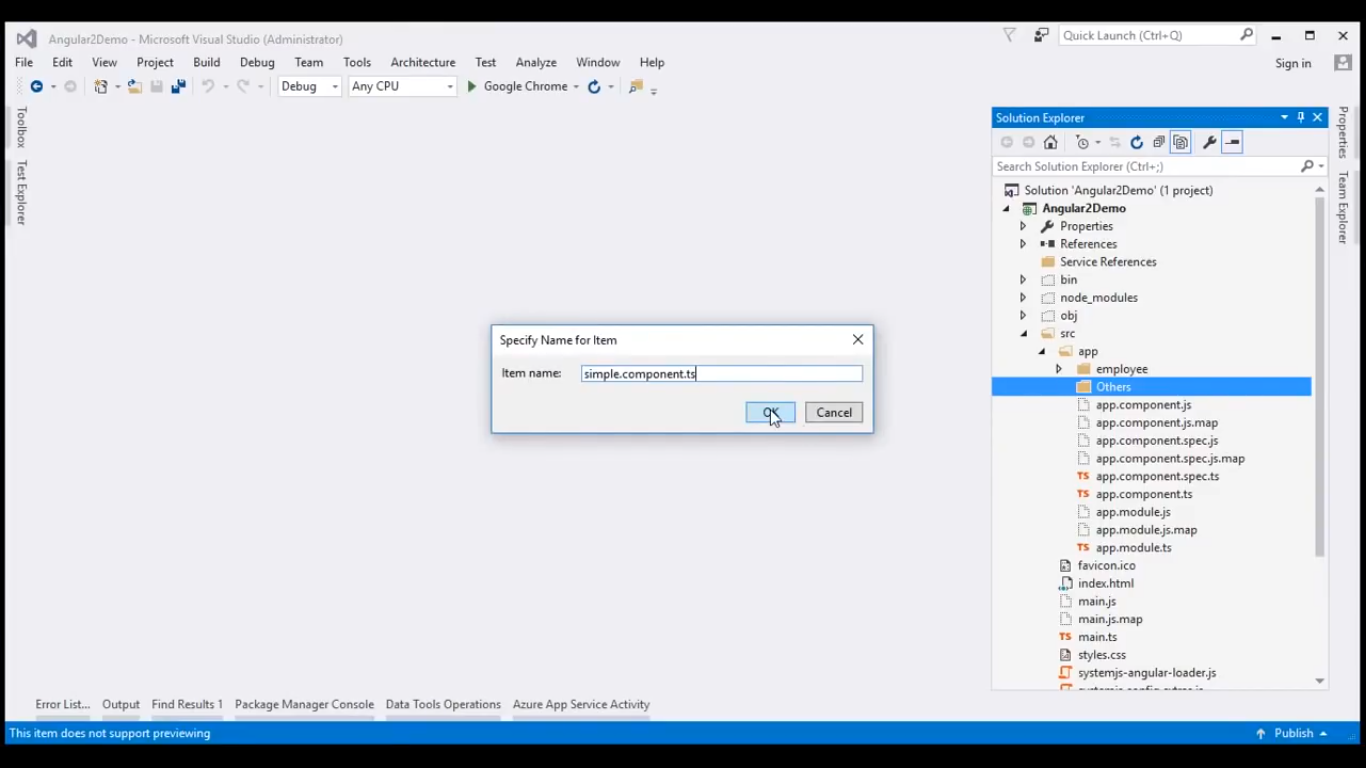 Angular2Demo - Microsoft Visual Studio (Administrator)
Quick Launch (Ctrl+Q)
File Edit View Project Build Debug Team Tools Architecture Test Analyze Window Help
Sign in
Debug Any CPU Google Chrome
Toolbox
Test Explorer
Solution Explorer
Search Solution Explorer (Ctrl+;)
Solution 'Angular2Demo' (1 project)
Angular2Demo
Properties
References
Service References
bin
node_modules
obj
src
app
employee
Others
app.component.js
app.component.js.map
app.component.spec.js
app.component.spec.js.map
app.component.spec.ts
app.component.ts
app.module.js
app.module.js.map
app.module.ts
favicon.ico
index.html
main.js
main.js.map
main.ts
styles.css
systemjs-angular-loader.js
Properties
Team Explorer
Specify Name for Item
Item name: simple.component.ts
OK Cancel
Error List... Output Find Results 1 Package Manager Console Data Tools Operations Azure App Service Activity
This item does not support previewing
Publish